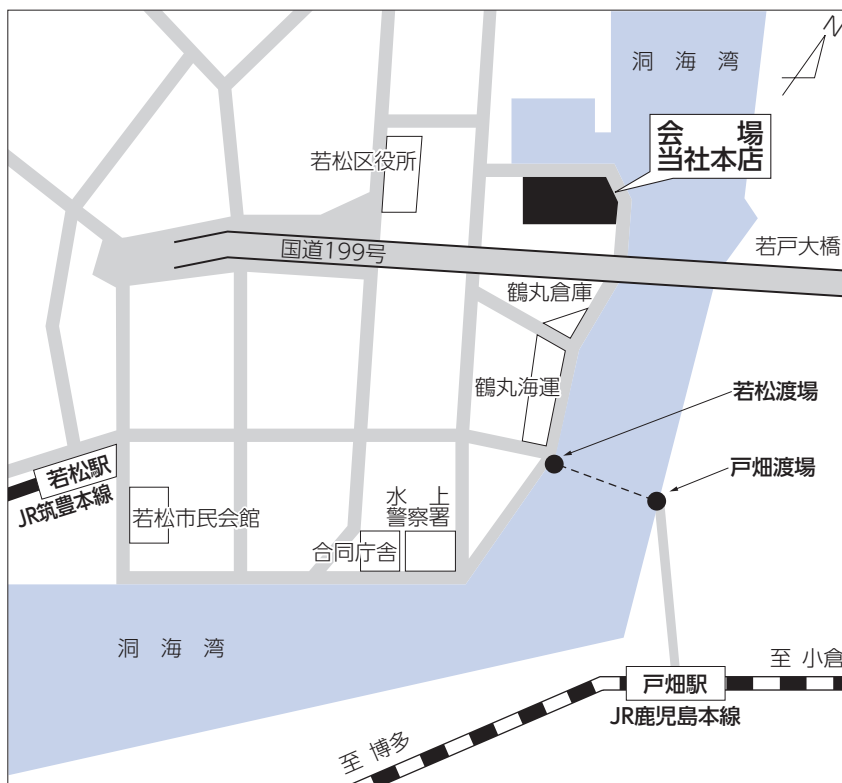 N
洞 海 湾
会 場
当社本店
若松区役所
国道199号
若戸大橋
鶴丸倉庫
鶴丸海運
若松渡場
戸畑渡場
若松駅
JR筑豊本線
若松市民会館
水 上
警察署
合同庁舎
洞 海 湾
至 小倉
戸畑駅
JR鹿児島本線
至 博多